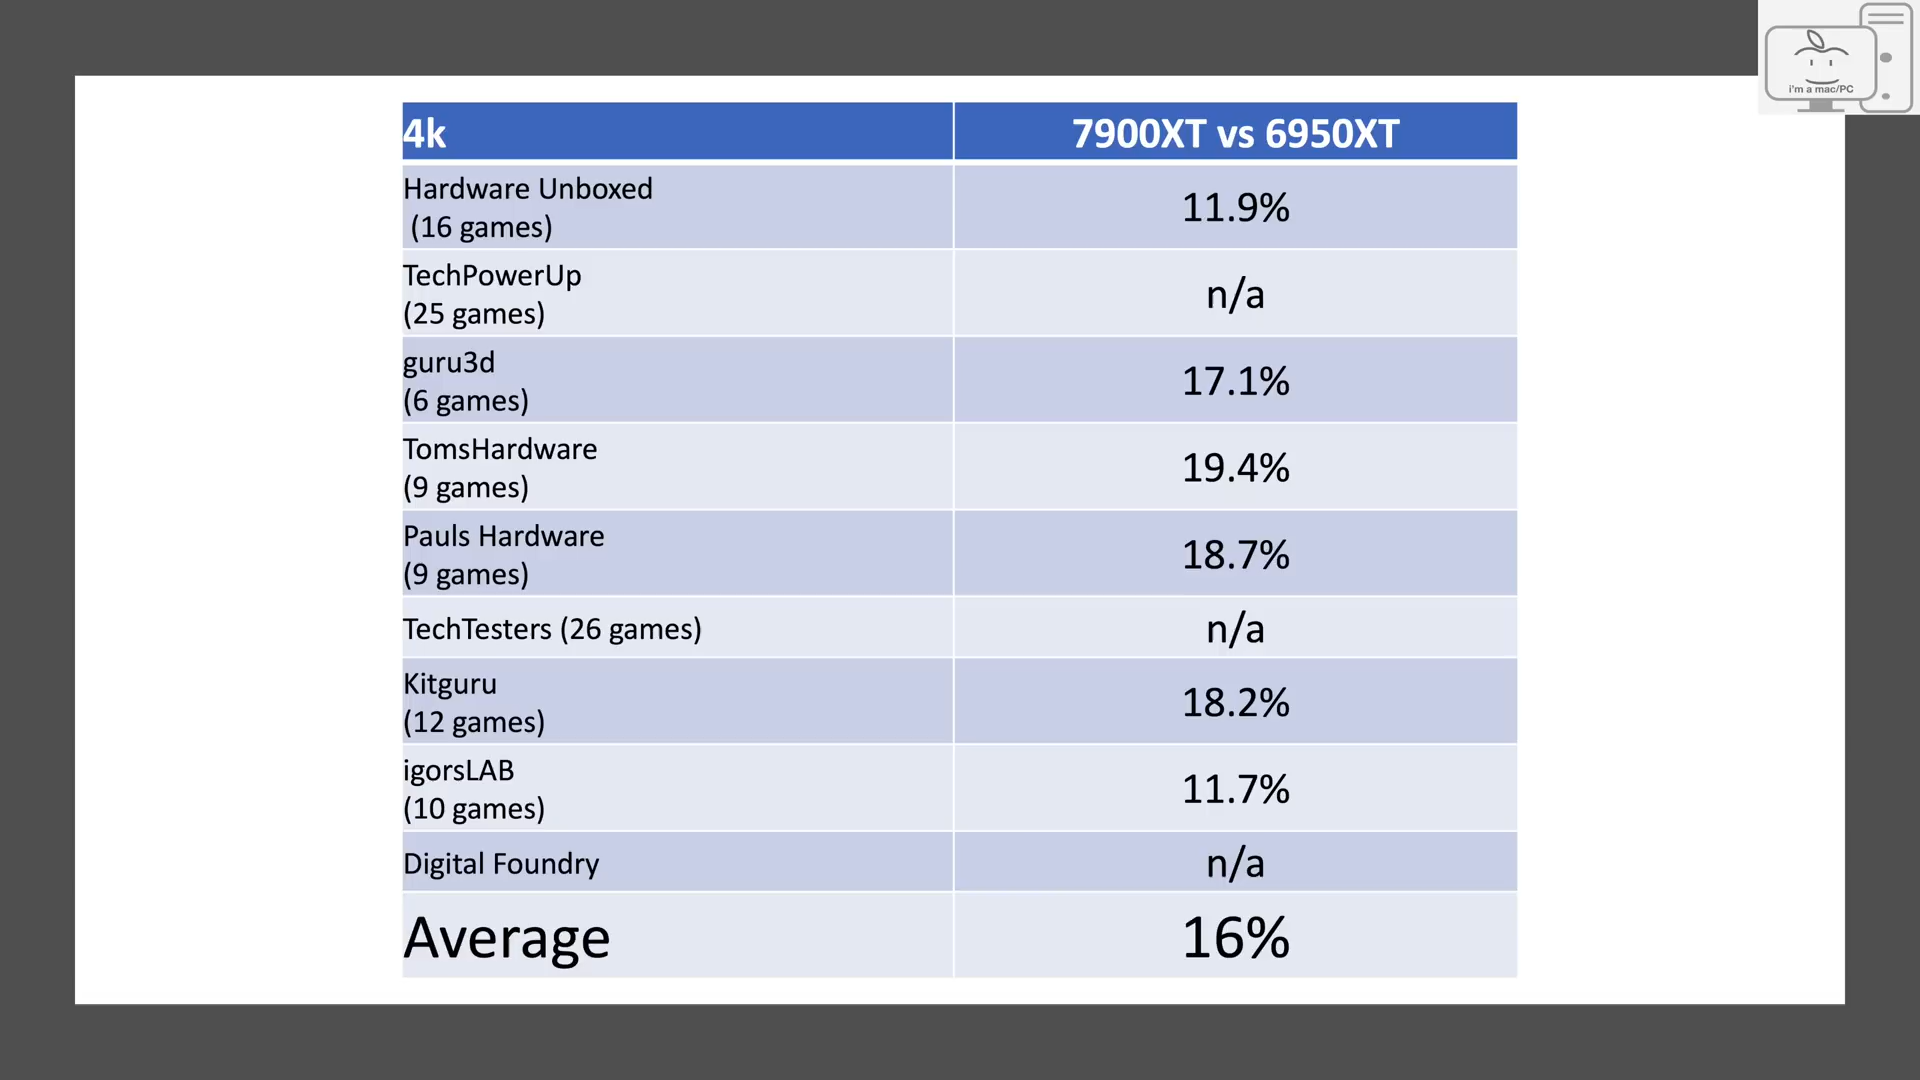 i'm a mac/PC
4k 7900XT vs 6950XT
Hardware Unboxed
(16 games) 11.9%
TechPowerUp
(25 games) n/a
guru3d
(6 games) 17.1%
TomsHardware
(9 games) 19.4%
Pauls Hardware
(9 games) 18.7%
TechTesters (26 games) n/a
Kitguru
(12 games) 18.2%
igorsLAB
(10 games) 11.7%
Digital Foundry n/a
Average 16%